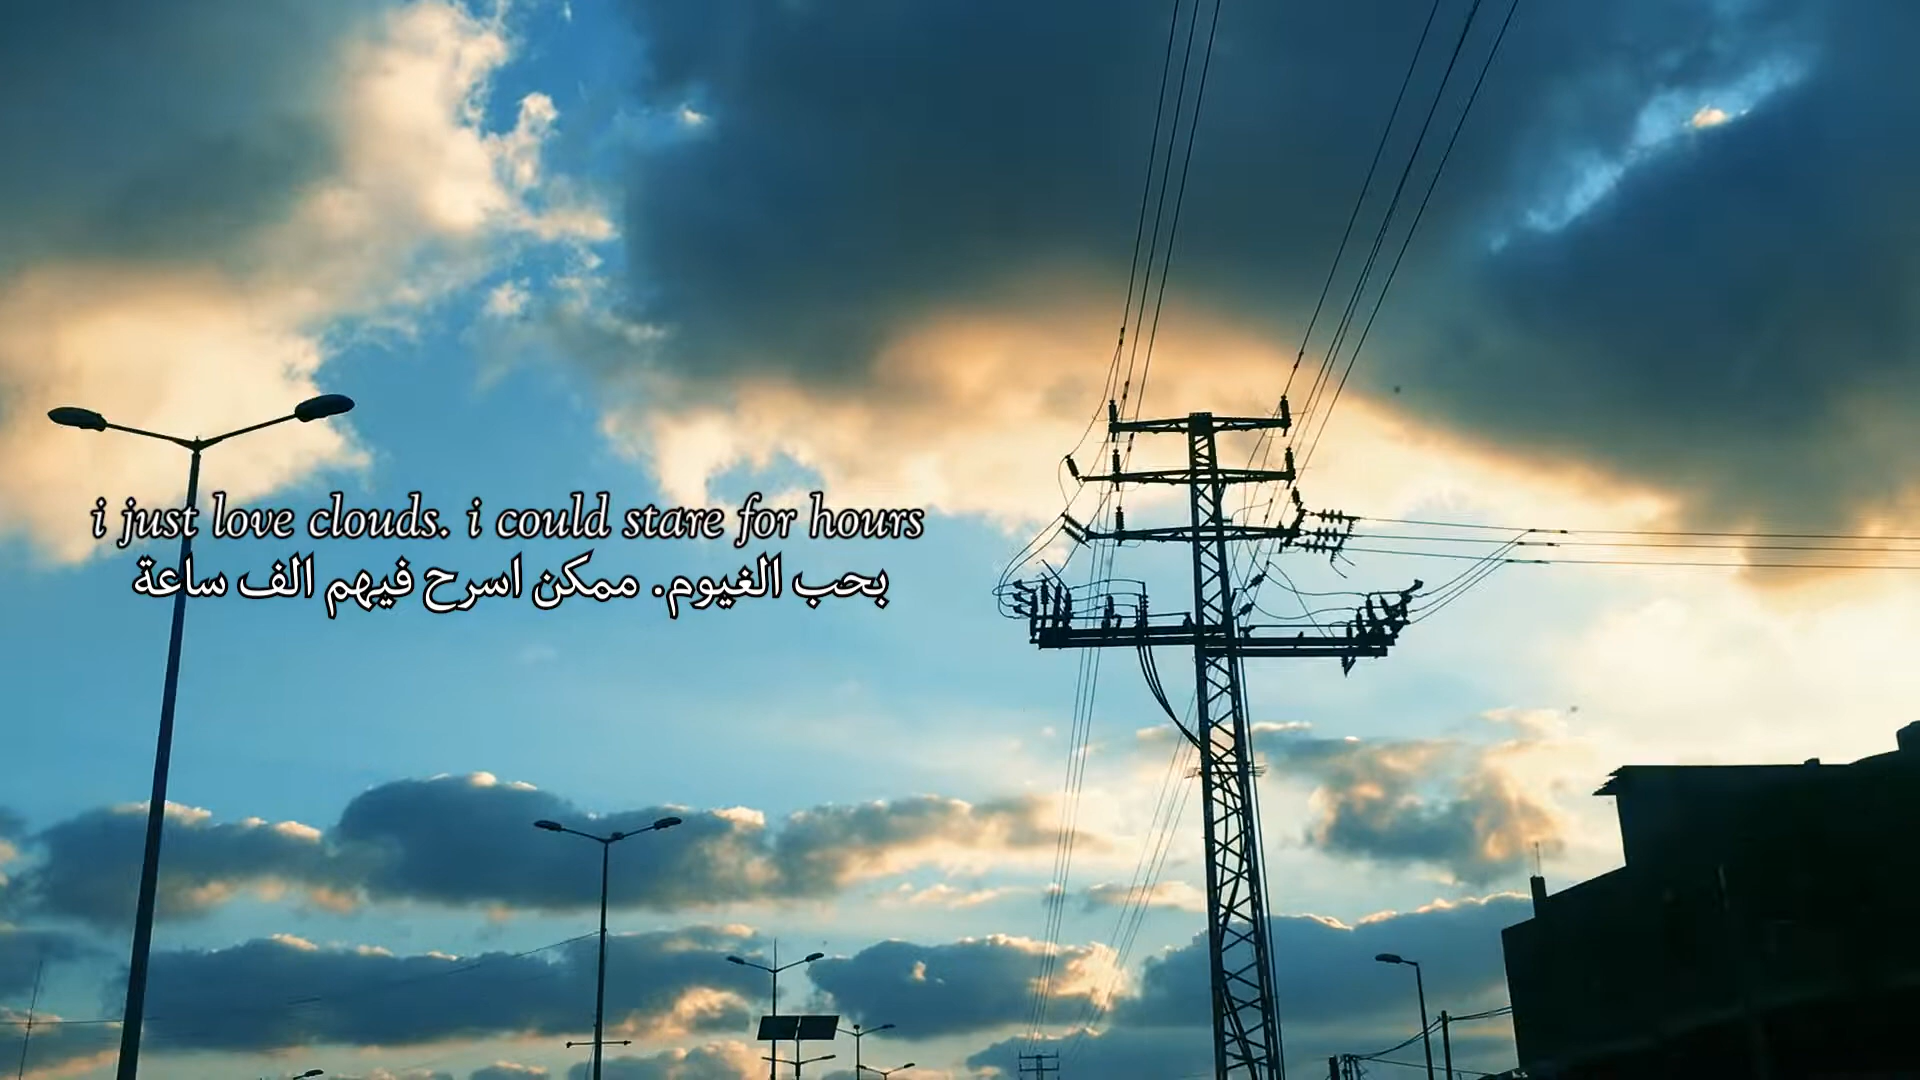 i just love clouds. i could stare for hours
بحب الغيوم. ممكن اسرح فيهم الف ساعة